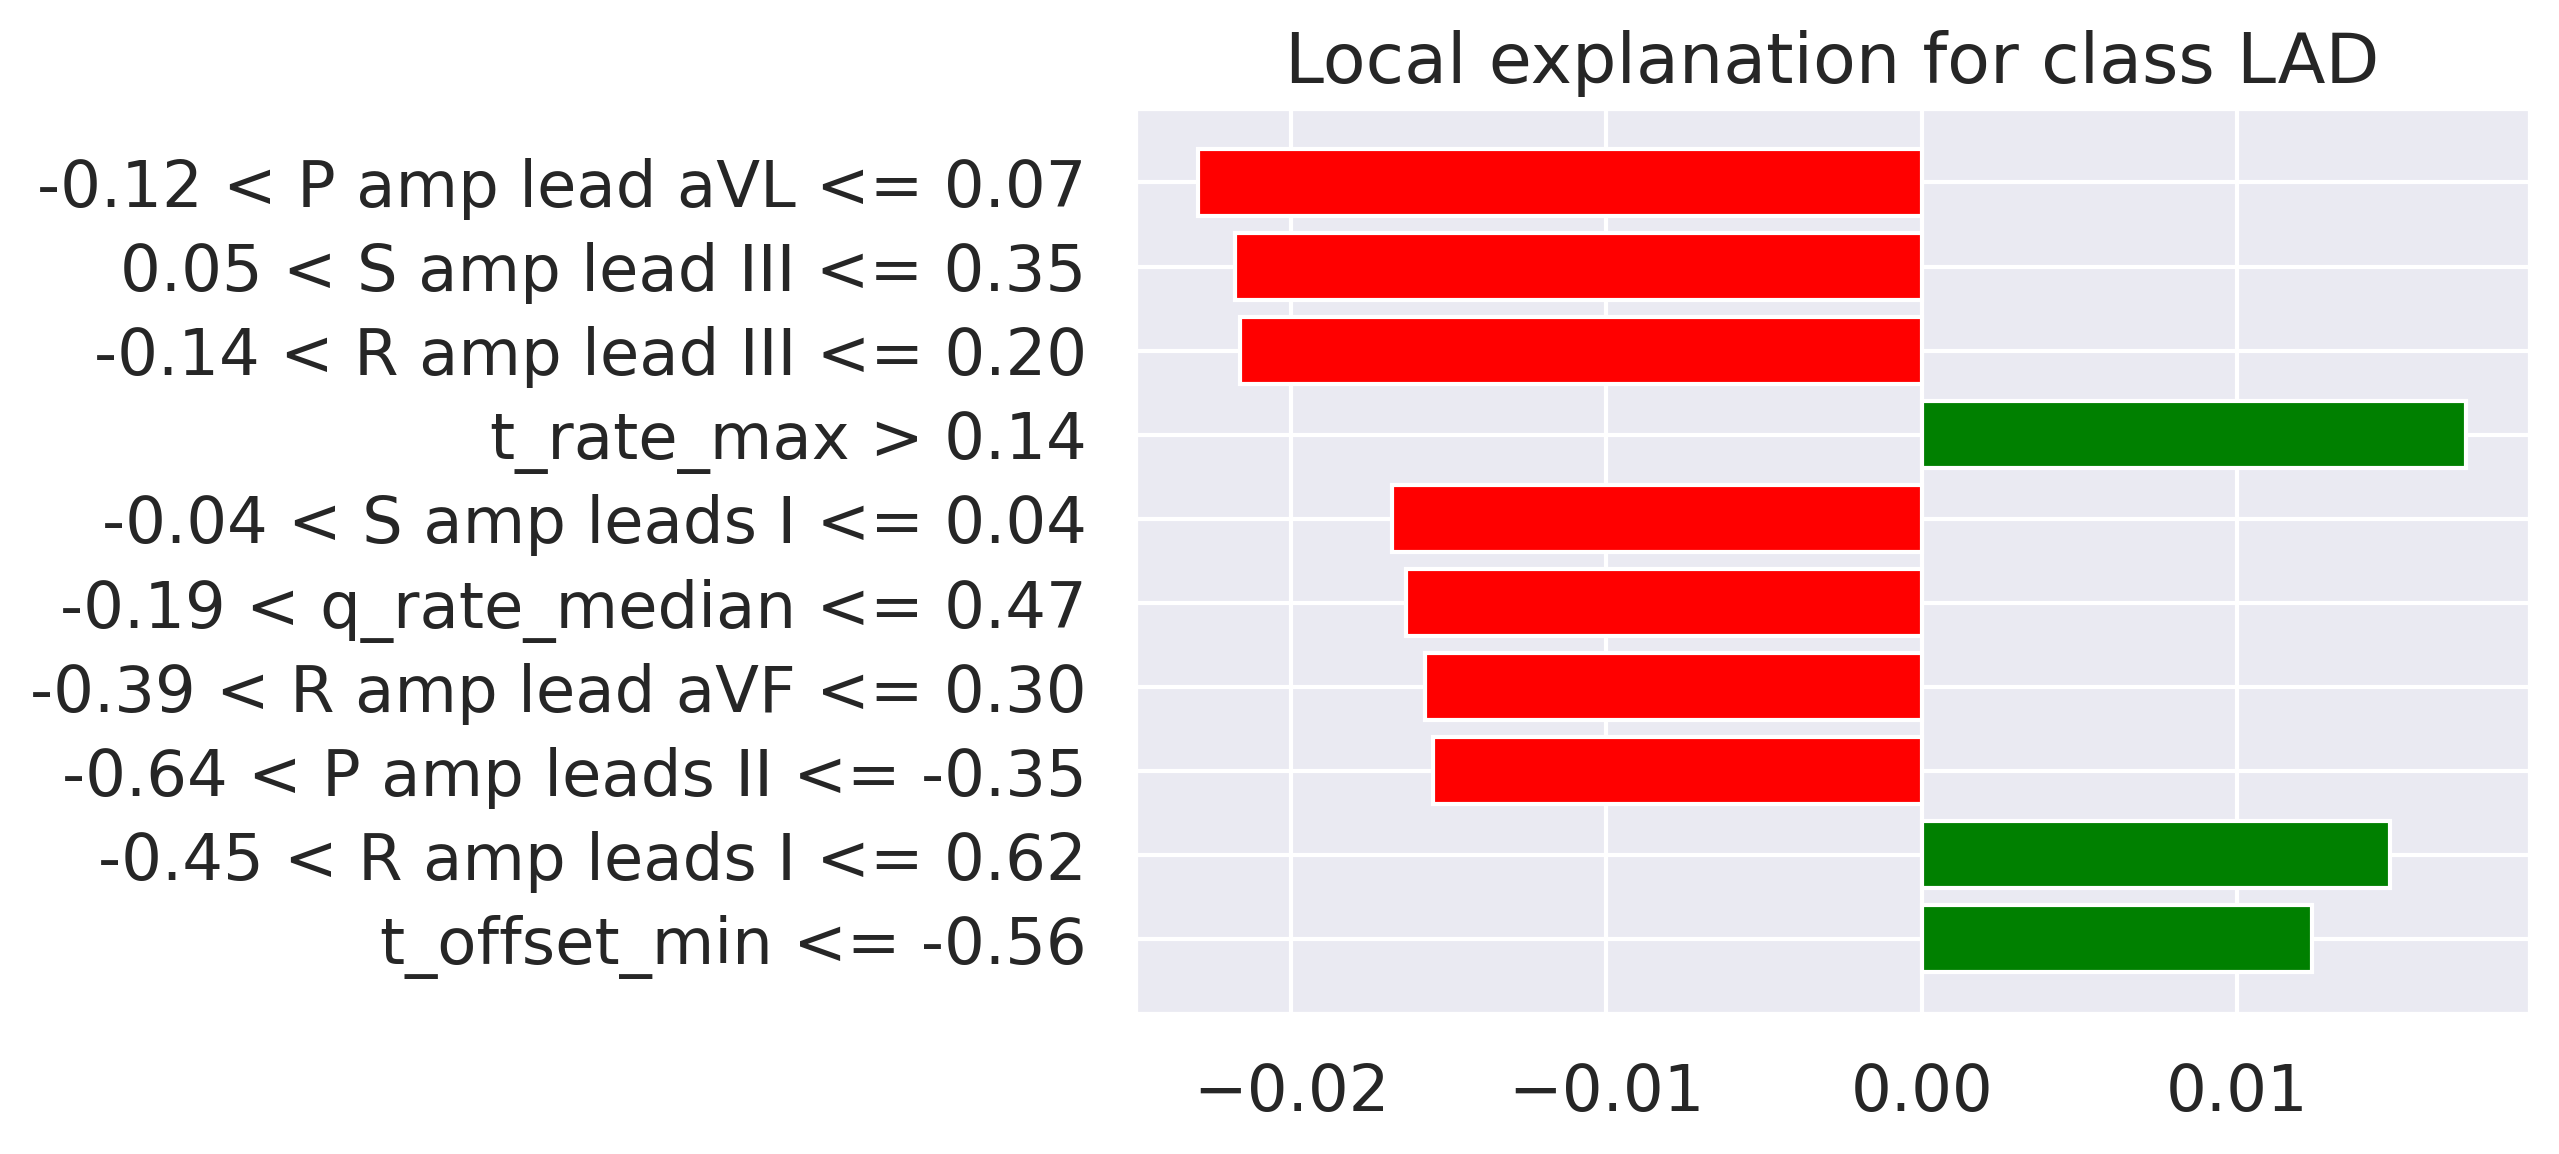 Local explanation for class LAD
-0.12 < P amp lead aVL <= 0.07
0.05 < S amp lead III <= 0.35
-0.14 < R amp lead III <= 0.20
t_rate_max > 0.14
-0.04 < S amp leads I <= 0.04
-0.19 < q_rate_median <= 0.47
-0.39 < R amp lead aVF <= 0.30
-0.64 < P amp leads II <= -0.35
-0.45 < R amp leads I <= 0.62
t_offset_min <= -0.56
−0.02 −0.01 0.00 0.01